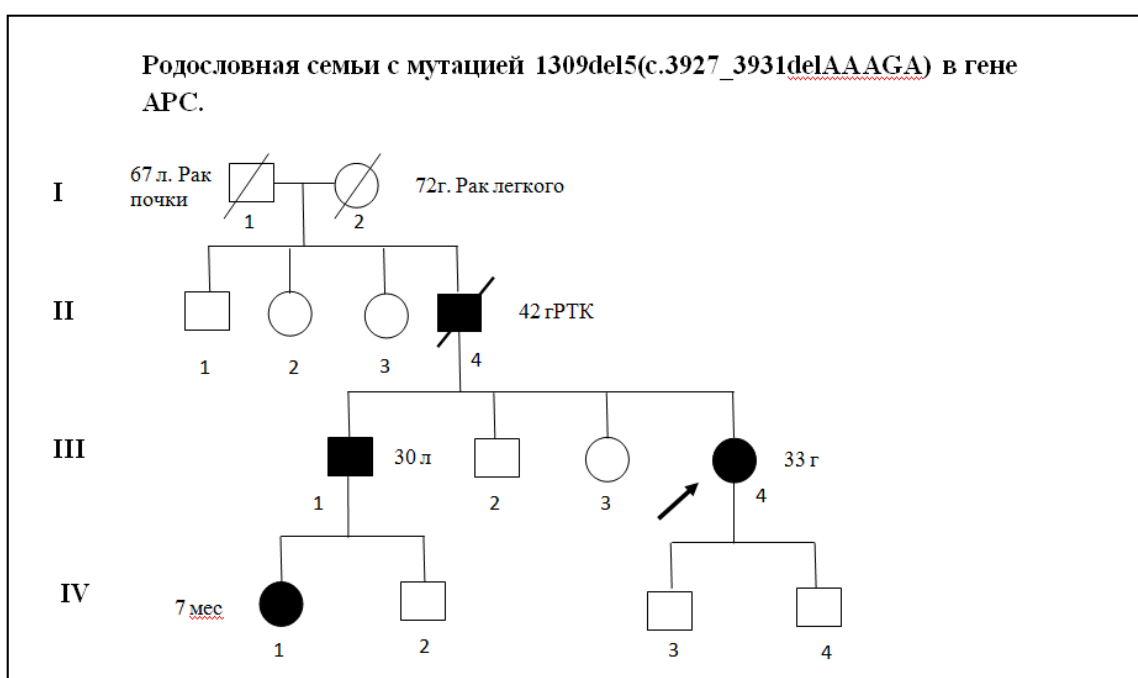 Родословная семьи с мутацией 1309del5(c.3927_3931delAAAGA) в гене
APC.
67 л. Рак
почки
72г. Рак легкого
I
1
2
II
42 гРТК
1
2
3
4
III
30 л
33 г
1
2
3
4
IV
7 мес
1
2
3
4